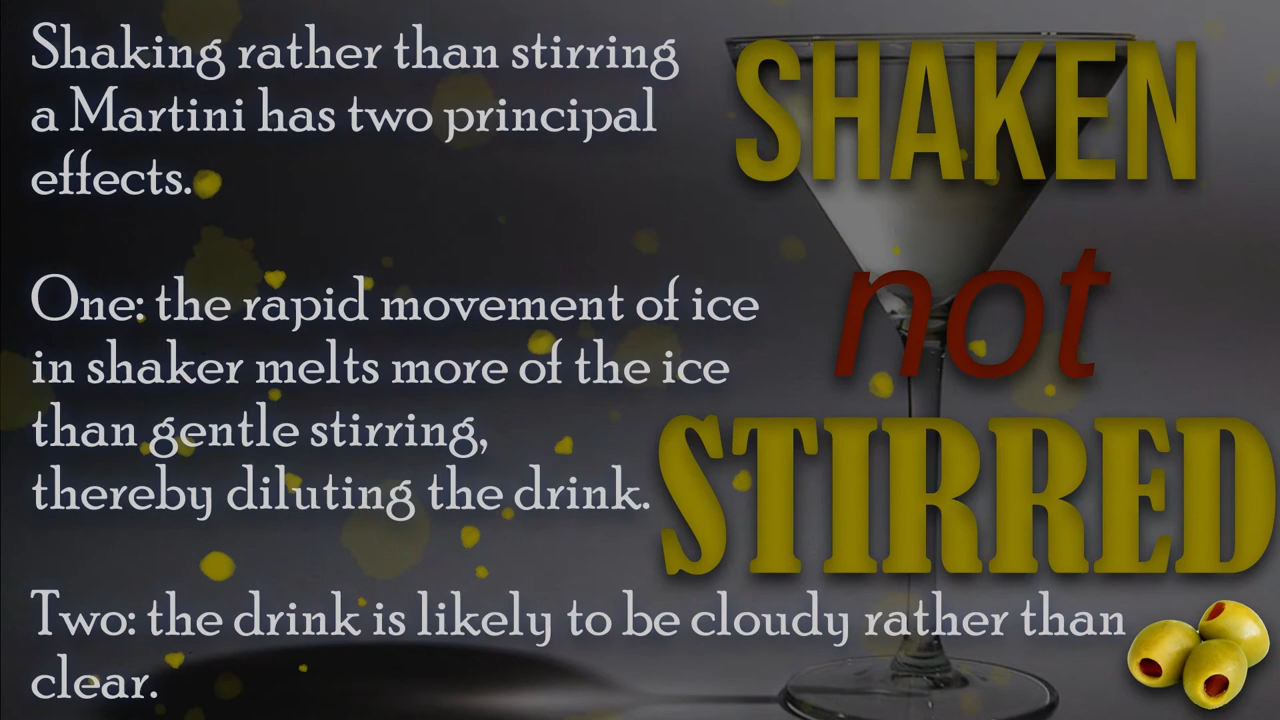 Shaking rather than stirring
a Martini has two principal
effects.
One: the rapid movement of ice
in shaker melts more of the ice
than gentle stirring,
thereby diluting the drink.
Two: the drink is likely to be cloudy rather than
clear.
SHAKEN
not
STIRRED